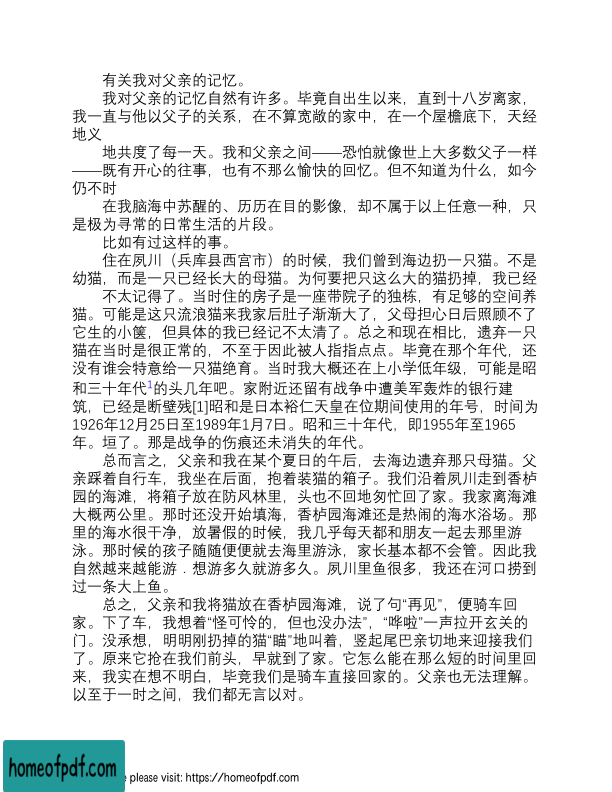 有关我对父亲的记忆。
我对父亲的记忆自然有许多。毕竟自出生以来，直到十八岁离家，
我一直与他以父子的关系，在不算宽敞的家中，在一个屋檐底下，天经
地义
地共度了每一天。我和父亲之间——恐怕就像世上大多数父子一样
——既有开心的往事，也有不那么愉快的回忆。但不知道为什么，如今
仍不时
在我脑海中苏醒的、历历在目的影像，却不属于以上任意一种，只
是极为寻常的日常生活的片段。
比如有过这样的事。
住在夙川（兵库县西宫市）的时候，我们曾到海边扔一只猫。不是
幼猫，而是一只已经长大的母猫。为何要把只这么大的猫扔掉，我已经
不太记得了。当时住的房子是一座带院子的独栋，有足够的空间养
猫。可能是这只流浪猫来我家后肚子渐渐大了，父母担心日后照顾不了
它生的小箧，但具体的我已经记不太清了。总之和现在相比，遗弃一只
猫在当时是很正常的，不至于因此被人指指点点。毕竟在那个年代，还
没有谁会特意给一只猫绝育。当时我大概还在上小学低年级，可能是昭
和三十年代1的头几年吧。家附近还留有战争中遭美军轰炸的银行建
筑，已经是断壁残[1]昭和是日本裕仁天皇在位期间使用的年号，时间为
1926年12月25日至1989年1月7日。昭和三十年代，即1955年至1965
年。垣了。那是战争的伤痕还未消失的年代。
总而言之，父亲和我在某个夏日的午后，去海边遗弃那只母猫。父
亲踩着自行车，我坐在后面，抱着装猫的箱子。我们沿着夙川走到香栌
园的海滩，将箱子放在防风林里，头也不回地匆忙回了家。我家离海滩
大概两公里。那时还没开始填海，香栌园海滩还是热闹的海水浴场。那
里的海水很干净，放暑假的时候，我几乎每天都和朋友一起去那里游
泳。那时候的孩子随随便便就去海里游泳，家长基本都不会管。因此我
自然越来越能游．想游多久就游多久。夙川里鱼很多，我还在河口捞到
过一条大上鱼。
总之，父亲和我将猫放在香栌园海滩，说了句“再见”，便骑车回
家。下了车，我想着“怪可怜的，但也没办法”，“哗啦”一声拉开玄关的
门。没承想，明明刚扔掉的猫“瞄”地叫着，竖起尾巴亲切地来迎接我们
了。原来它抢在我们前头，早就到了家。它怎么能在那么短的时间里回
来，我实在想不明白，毕竟我们是骑车直接回家的。父亲也无法理解。
以至于一时之间，我们都无言以对。
homeofpdf.com
e please visit: https://homeofpdf.com